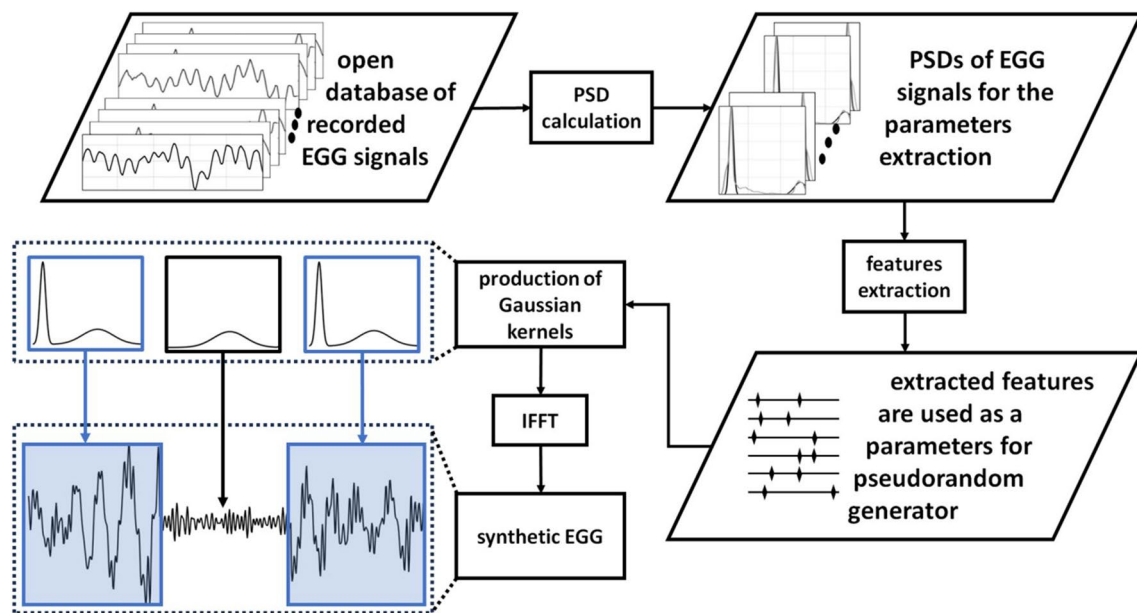 open
database of
recorded
EGG signals
PSD
calculation
PSDs of EGG
signals for the
parameters
extraction
features
extraction
production of
Gaussian
kernels
IFFT
synthetic EGG
extracted features
are used as a
parameters for
pseudorandom
generator